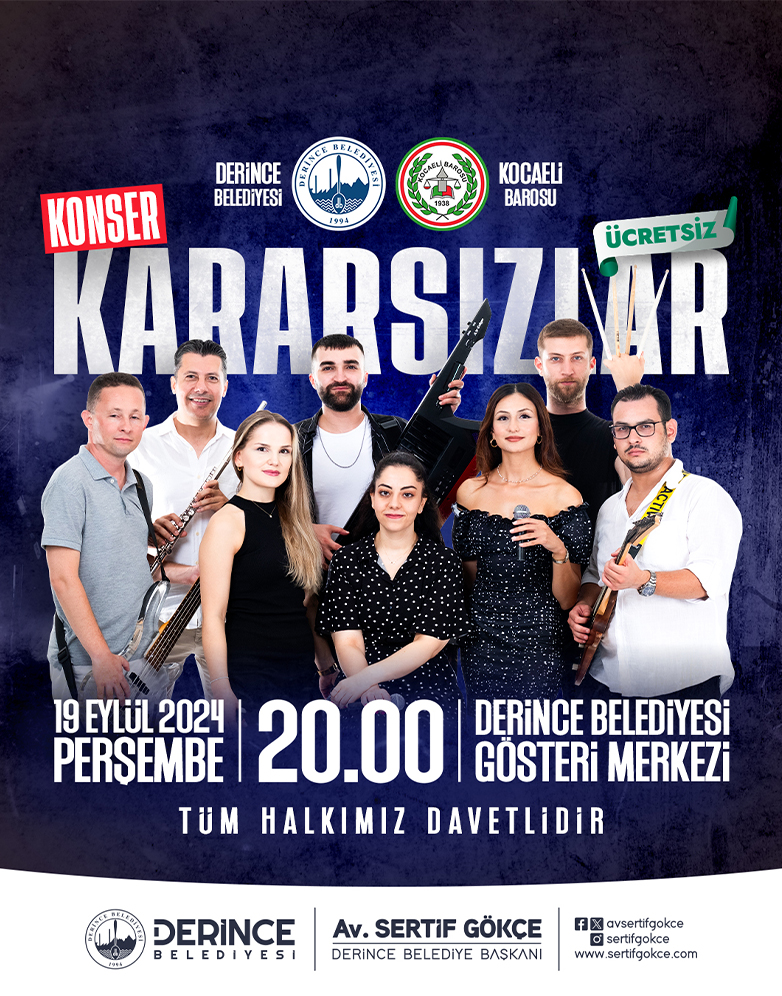 DERİNCE
BELEDİYESİ
DERİNCE BELEDİYESİ
1994
KOCAELİ BAROSU
1938
KOCAELİ
BAROSU
KONSER
ÜCRETSİZ
KARARSIZLAR
ACTIV
19 EYLÜL 2024
PERŞEMBE
20.00
DERİNCE BELEDİYESİ
GÖSTERİ MERKEZİ
TÜM HALKIMIZ DAVETLİDİR
DERİNCE BELEDİYESİ
1994
DERİNCE
BELEDİYESİ
Av. SERTİF GÖKÇE
DERİNCE BELEDİYE BAŞKANI
avsertifgokce
sertifgokce
www.sertifgokce.com